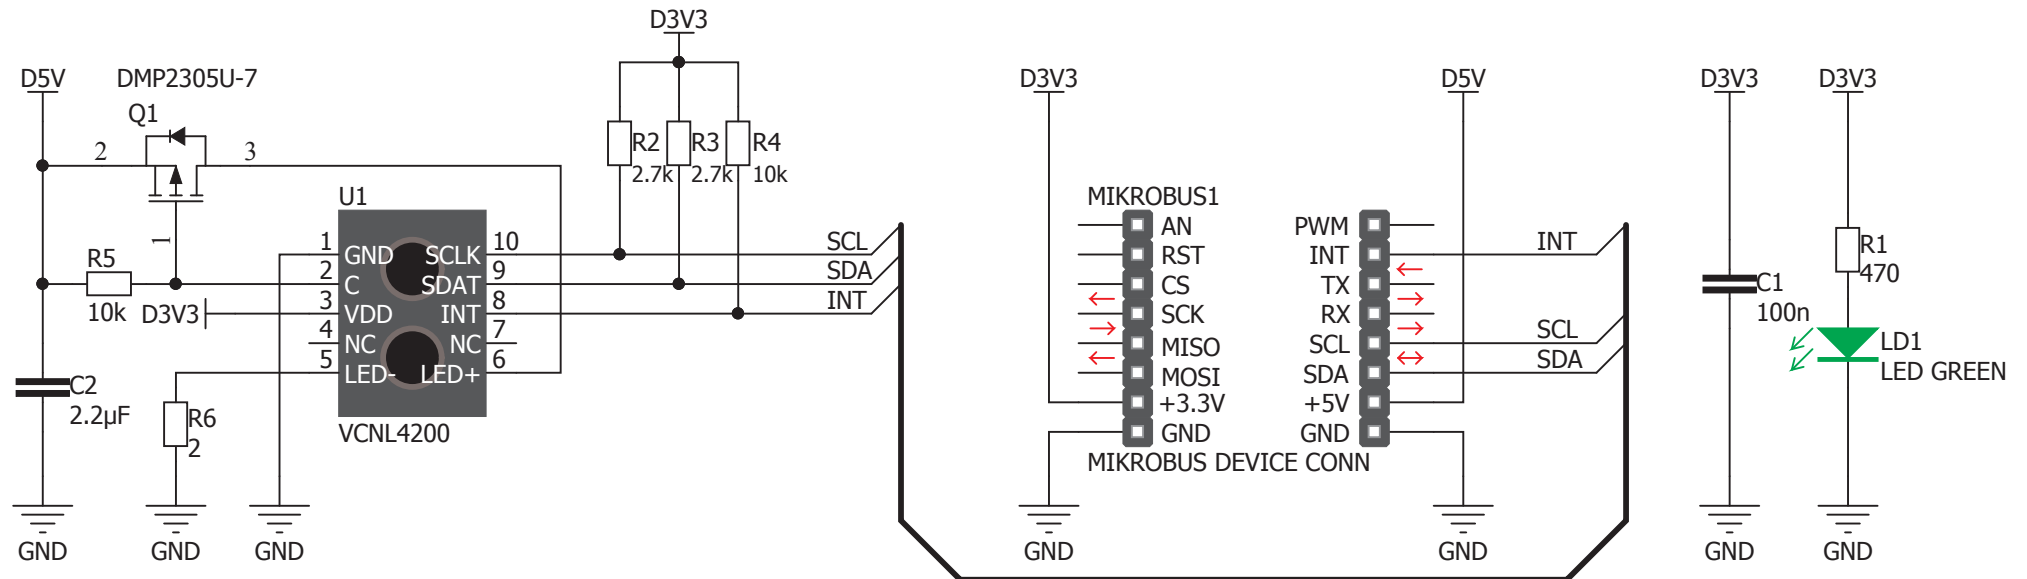 D3V3
D5V
DMP2305U-7
Q1
2
3
1
R2
2.7k
R3
2.7k
R4
10k
U1
R5
10k
D3V3
1
GND
2
C
3
VDD
4
NC
5
LED-
SCLK
10
SDAT
9
INT
8
NC
7
LED+
6
VCNL4200
SCL
SDA
INT
C2
2.2µF
R6
2
GND
GND
GND
D3V3
D5V
MIKROBUS1
AN
RST
CS
SCK
MISO
MOSI
+3.3V
GND
PWM
INT
TX
RX
SCL
SDA
+5V
GND
MIKROBUS DEVICE CONN
INT
SCL
SDA
GND
GND
D3V3
D3V3
C1
100n
R1
470
LD1
LED GREEN
GND
GND